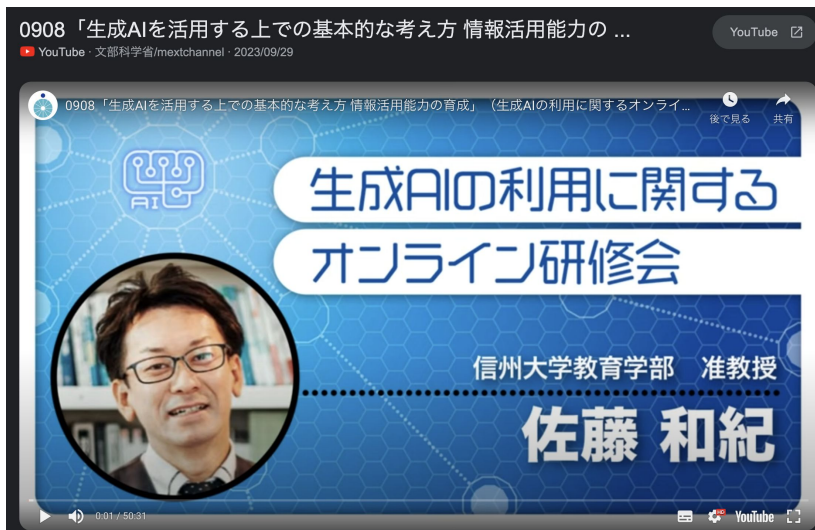 0908「生成AIを活用する上での基本的な考え方 情報活用能力の ...
YouTube
YouTube · 文部科学省/mextchannel · 2023/09/29
0908「生成AIを活用する上での基本的な考え方 情報活用能力の育成」（生成AIの利用に関するオンライ...
後で見る
共有
AI
生成AIの利用に関する
オンライン研修会
信州大学教育学部 准教授
佐藤 和紀
0:01 / 50:31
HD
YouTube